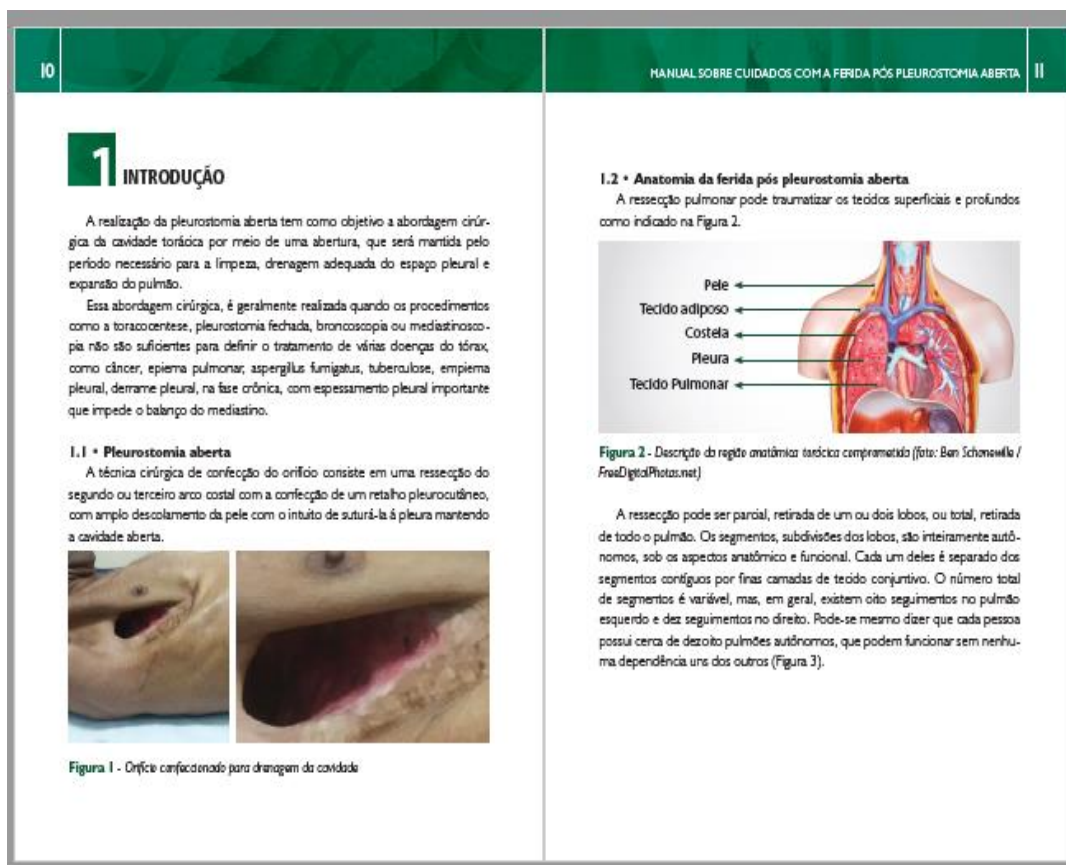 10
1 INTRODUÇÃO
A realização da pleurostomia aberta tem como objetivo a abordagem cirúr-
gica da cavidade torácica por meio de uma abertura, que será mantida pelo
período necessário para a limpeza, drenagem adequada do espaço pleural e
expansão do pulmão.
Essa abordagem cirúrgica, é geralmente realizada quando os procedimentos
como a toracocentese, pleurostomia fechada, broncoscopia ou mediastinosco-
pia não são suficientes para definir o tratamento de várias doenças do tórax,
como câncer, epiema pulmonar, aspergillus fumigatus, tuberculose, empiema
pleural, derrame pleural, na fase crônica, com espessamento pleural importante
que impede o balanço do mediastino.
1.1 • Pleurostomia aberta
A técnica cirúrgica de confecção do orifício consiste em uma ressecção do
segundo ou terceiro arco costal com a confecção de um retalho pleurocutâneo,
com amplo descolamento da pele com o intuito de suturá-la á pleura mantendo
a cavidade aberta.
Figura 1 - Orifício confeccionado para drenagem da cavidade
MANUAL SOBRE CUIDADOS COM A FERIDA PÓS PLEUROSTOMIA ABERTA 11
1.2 • Anatomia da ferida pós pleurostomia aberta
A ressecção pulmonar pode traumatizar os tecidos superficiais e profundos
como indicado na Figura 2.
Pele
Tecido adiposo
Costela
Pleura
Tecido Pulmonar
Figura 2 - Descrição da região anatômica torácica comprometida (foto: Ben Schonewille /
FreeDigitalPhotos.net)
A ressecção pode ser parcial, retirada de um ou dois lobos, ou total, retirada
de todo o pulmão. Os segmentos, subdivisões dos lobos, são inteiramente autô-
nomos, sob os aspectos anatômico e funcional. Cada um deles é separado dos
segmentos contíguos por finas camadas de tecido conjuntivo. O número total
de segmentos é variável, mas, em geral, existem oito seguimentos no pulmão
esquerdo e dez seguimentos no direito. Pode-se mesmo dizer que cada pessoa
possui cerca de dezoito pulmões autônomos, que podem funcionar sem nenhu-
ma dependência uns dos outros (Figura 3).